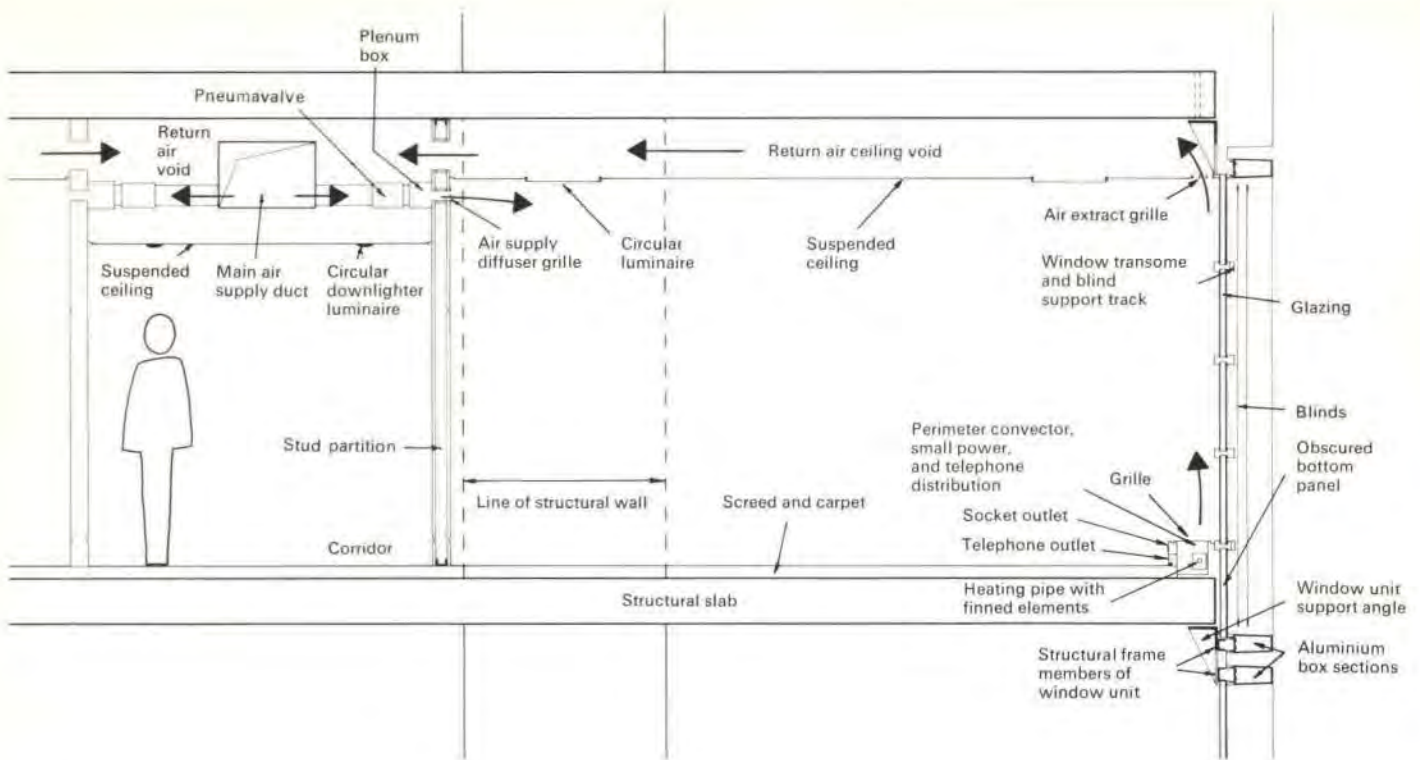 Plenum
box
Pneumavalve
Return
air
void
Return air ceiling void
Air extract grille
Suspended
ceiling
Main air
supply duct
Circular
downlighter
luminaire
Air supply
diffuser grille
Circular
luminaire
Suspended
ceiling
Window transome
and blind
support track
Glazing
Blinds
Stud partition
Perimeter convector,
small power,
and telephone
distribution
Grille
Obscured
bottom
panel
Line of structural wall
Screed and carpet
Socket outlet
Telephone outlet
Corridor
Heating pipe with
finned elements
Structural slab
Window unit
support angle
Structural frame
members of
window unit
Aluminium
box sections